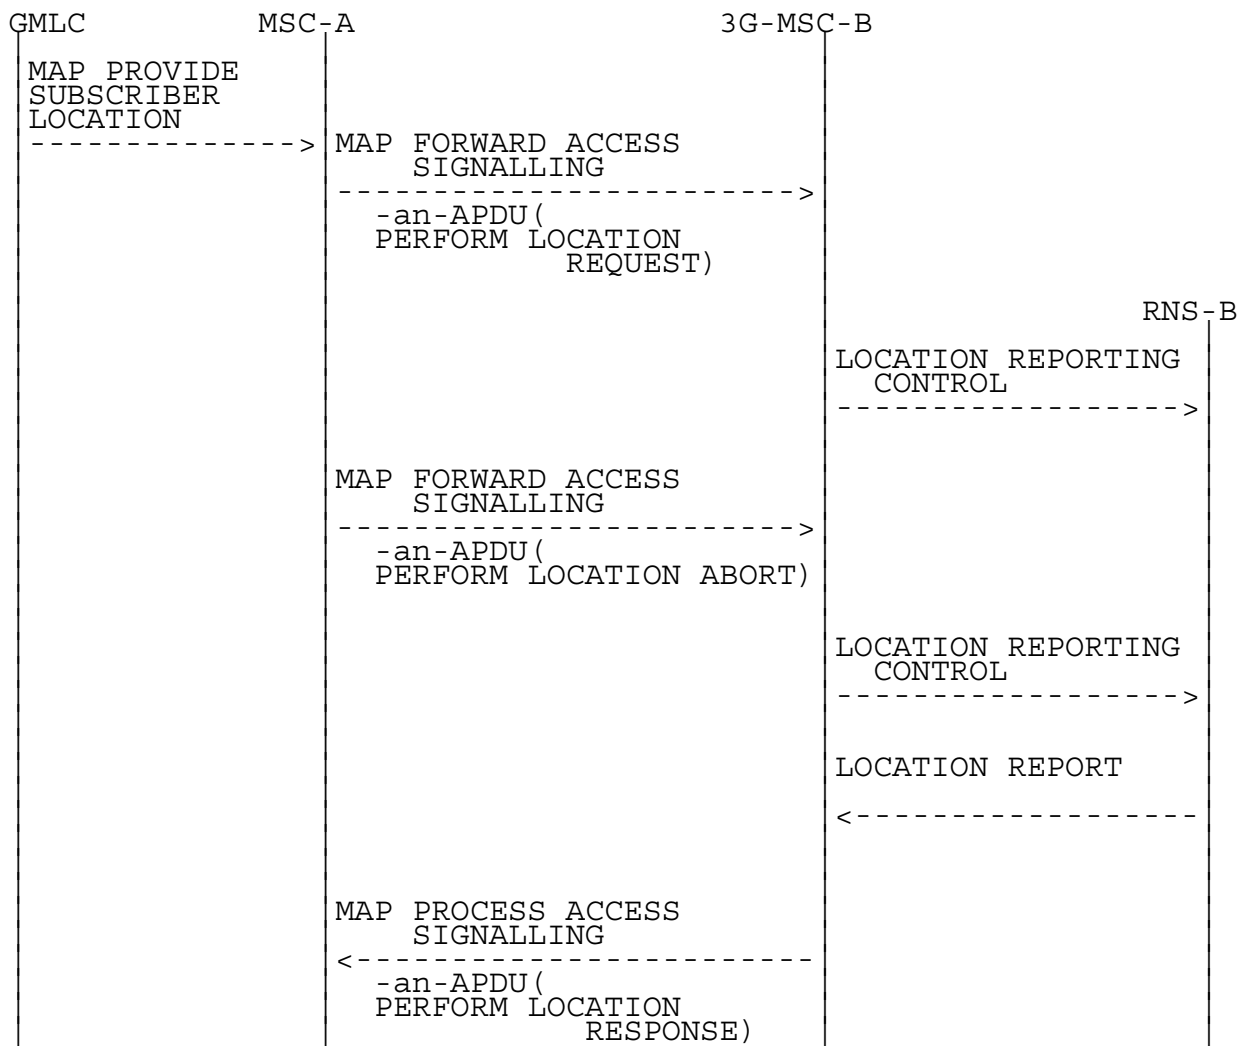 GMLC MSC-A 3G-MSC-B
MAP PROVIDE
SUBSCRIBER
LOCATION
--------------> MAP FORWARD ACCESS
SIGNALLING
------------------------>
-an-APDU(
PERFORM LOCATION
REQUEST)
RNS-B
LOCATION REPORTING
CONTROL
------------------>
MAP FORWARD ACCESS
SIGNALLING
------------------------>
-an-APDU(
PERFORM LOCATION ABORT)
LOCATION REPORTING
CONTROL
------------------>
LOCATION REPORT
<------------------
MAP PROCESS ACCESS
SIGNALLING
<------------------------
-an-APDU(
PERFORM LOCATION
RESPONSE)